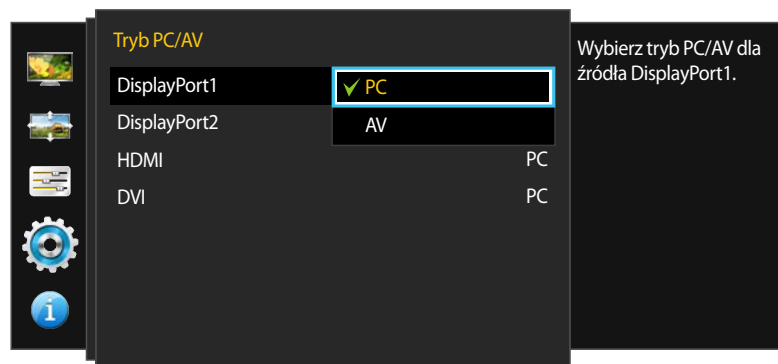 Tryb PC/AV
DisplayPort1
PC
DisplayPort2
AV
HDMI PC
DVI PC
Wybierz tryb PC/AV dla
źródła DisplayPort1.